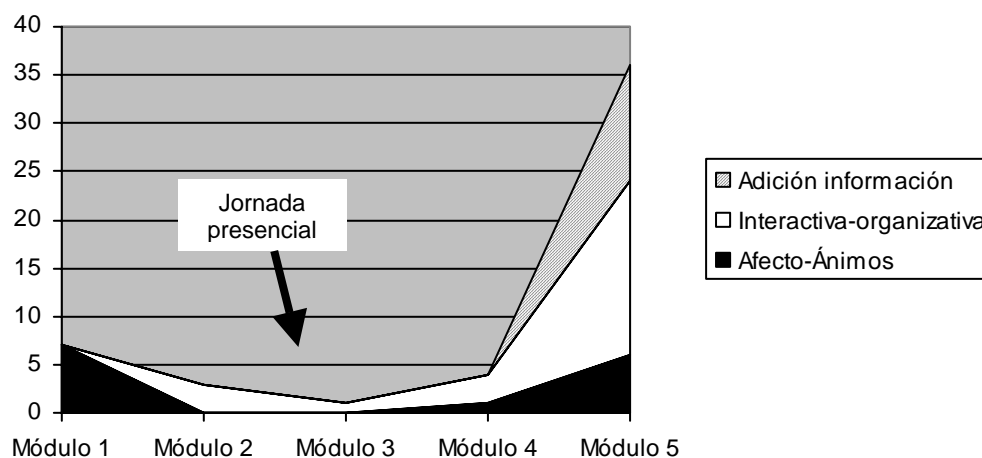 40
35
30
25
20
15
10
5
0
Jornada
presencial
Módulo 1
Módulo 2
Módulo 3
Módulo 4
Módulo 5
Adición información
Interactiva-organizativa
Afecto-Ánimos